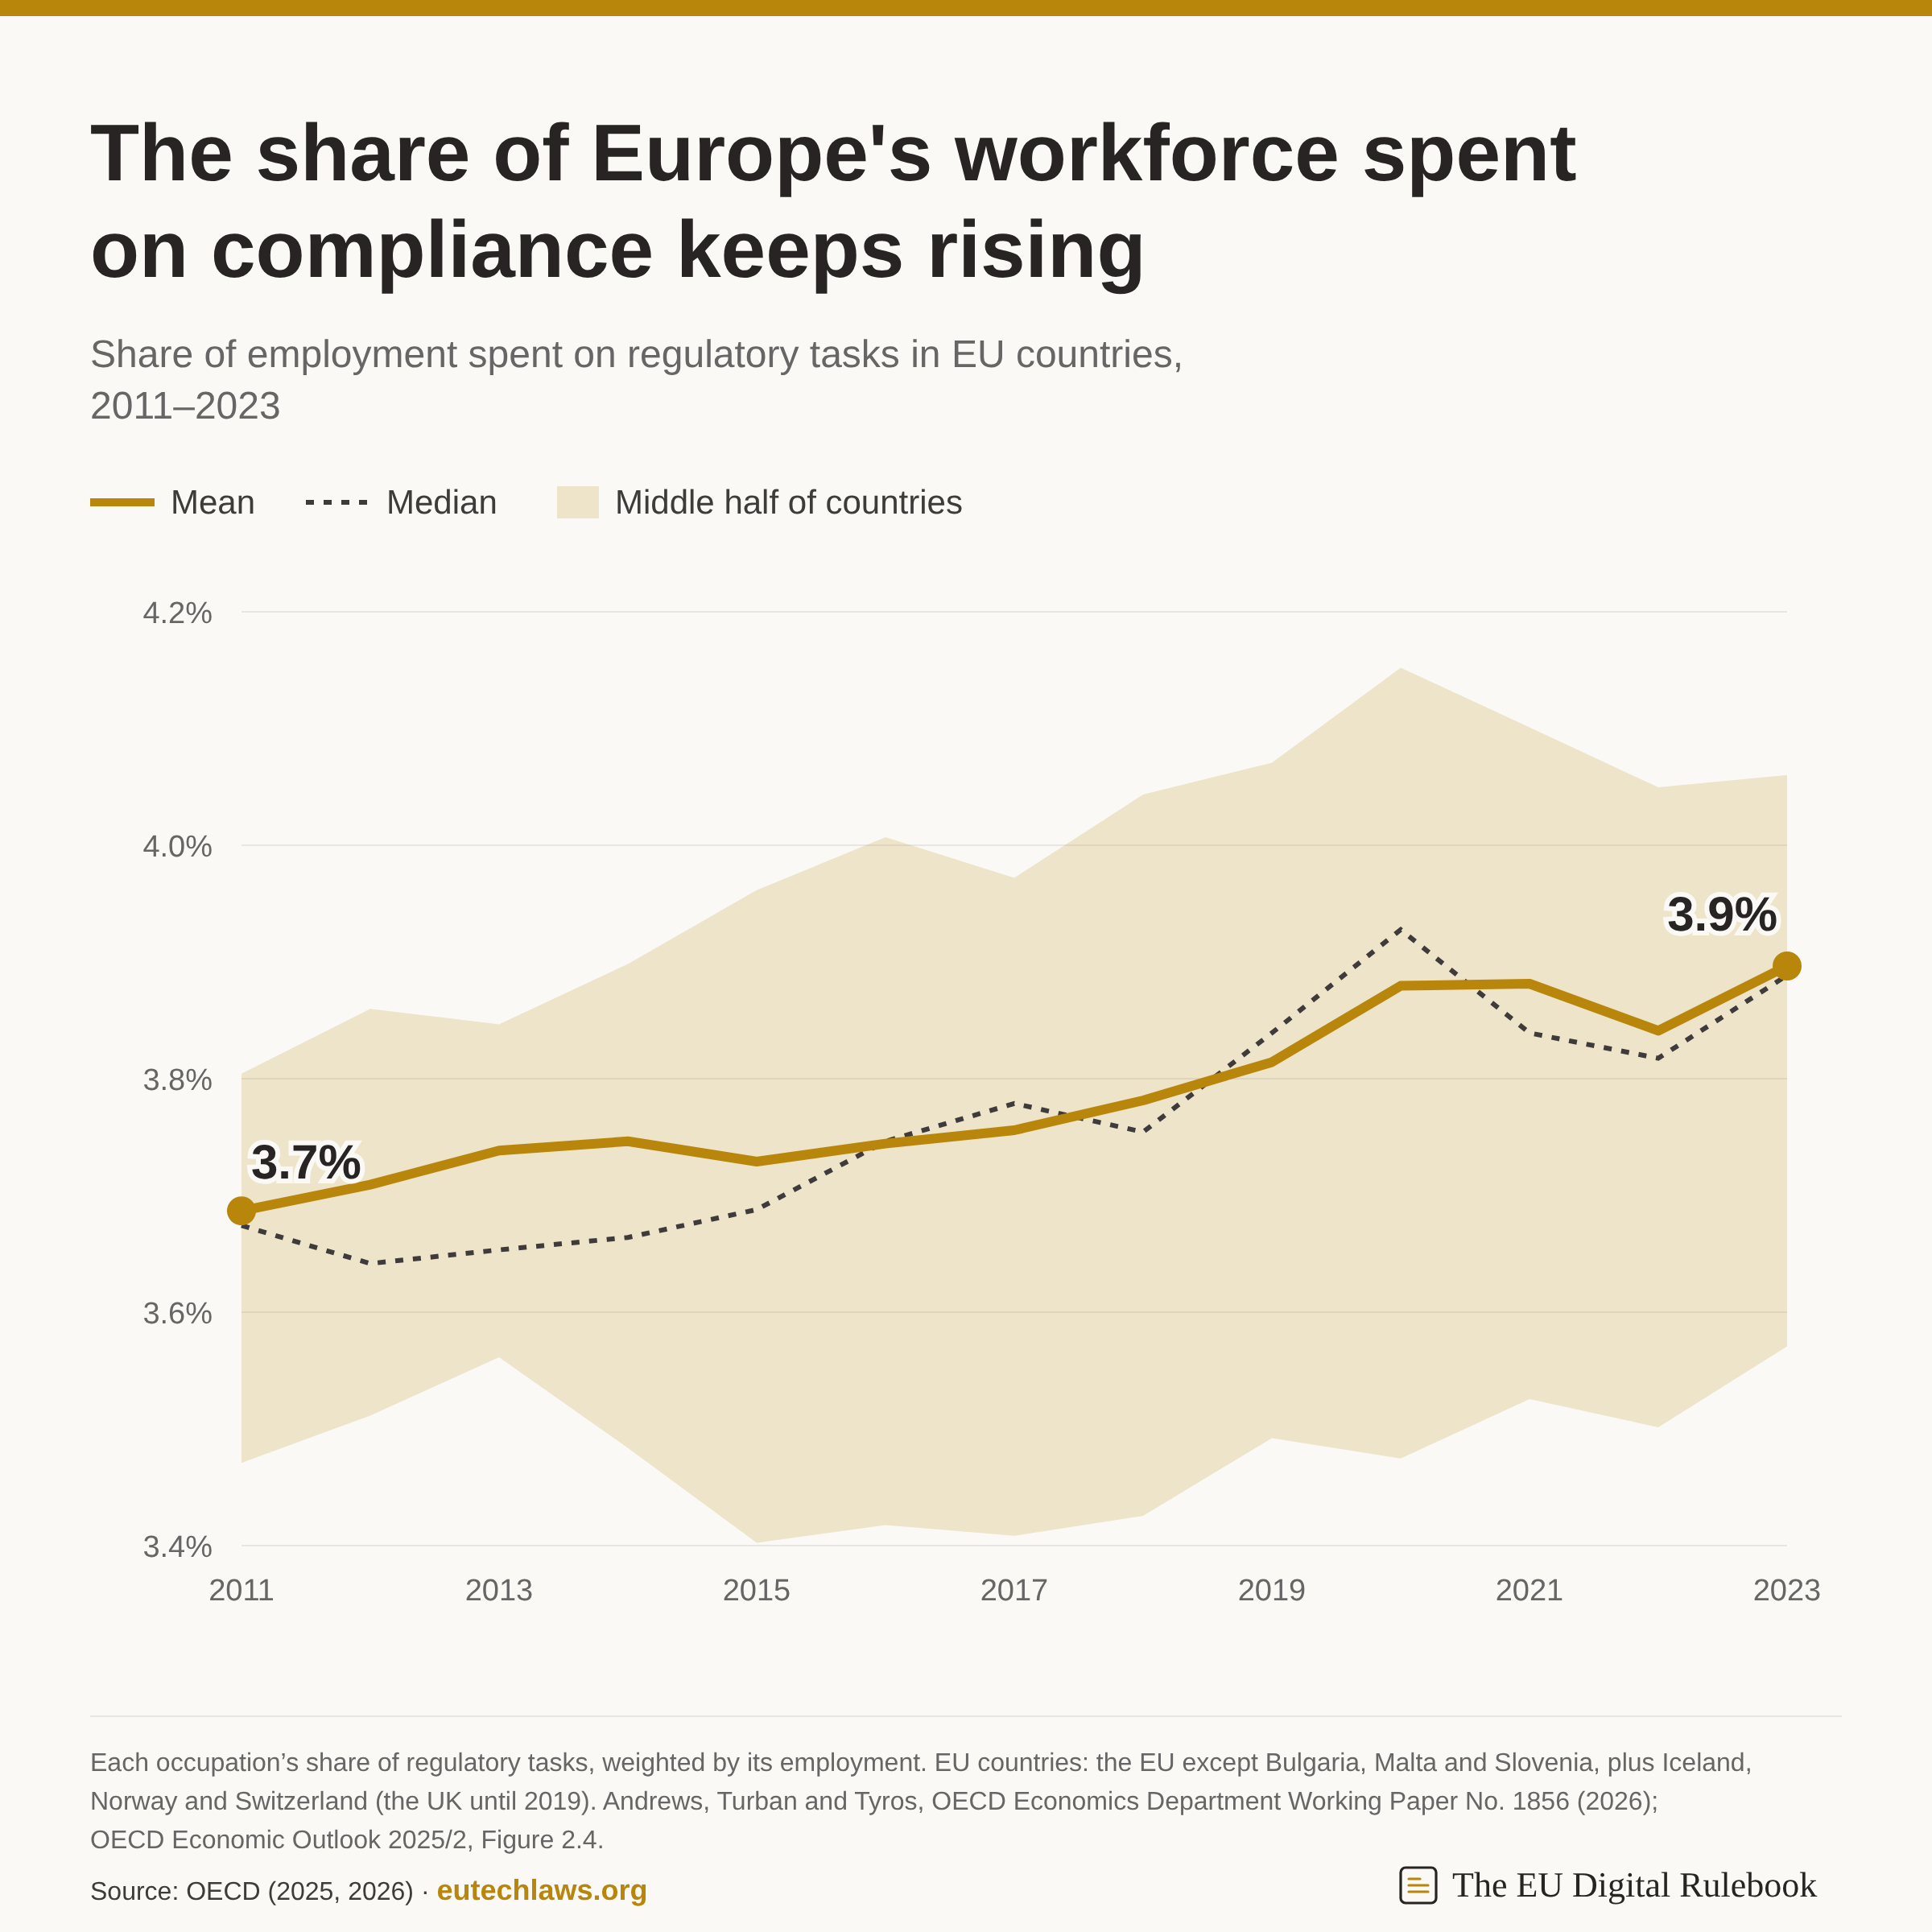 The share of Europe's workforce spent
on compliance keeps rising
Share of employment spent on regulatory tasks in EU countries,
2011–2023
Mean Median Middle half of countries
4.2%
4.0%
3.9%
3.8%
3.7%
3.6%
3.4%
2011 2013 2015 2017 2019 2021 2023
Each occupation’s share of regulatory tasks, weighted by its employment. EU countries: the EU except Bulgaria, Malta and Slovenia, plus Iceland,
Norway and Switzerland (the UK until 2019). Andrews, Turban and Tyros, OECD Economics Department Working Paper No. 1856 (2026);
OECD Economic Outlook 2025/2, Figure 2.4.
Source: OECD (2025, 2026) · eutechlaws.org
The EU Digital Rulebook